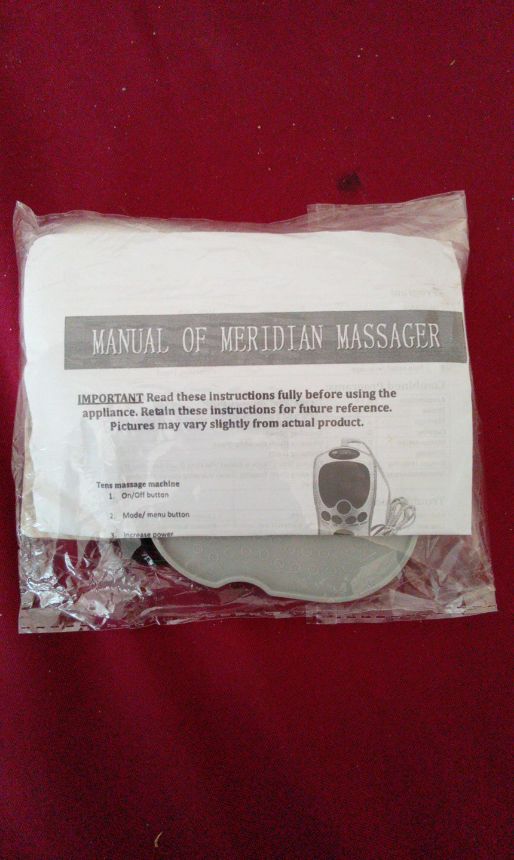 MANUAL OF MERIDIAN MASSAGER
IMPORTANT Read these instructions fully before using the
appliance. Retain these instructions for future reference.
Pictures may vary slightly from actual product.
Tens massage machine
1. On/Off button
2. Mode/ menu button
3. Increase power